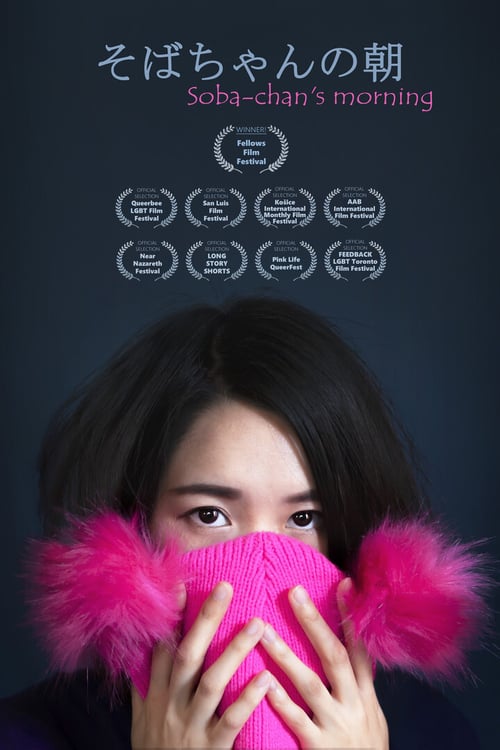 そばちゃんの朝
Soba-chan's morning
WINNER!
Fellows
Film
Festival
OFFICIAL
SELECTION
Queerbee
LGBT Film
Festival
OFFICIAL
SELECTION
San Luis
Film
Festival
OFFICIAL
SELECTION
Košice
International
Monthly Film
Festival
OFFICIAL
SELECTION
AAB
International
Film Festival
OFFICIAL
SELECTION
Near
Nazareth
Festival
OFFICIAL
SELECTION
LONG
STORY
SHORTS
OFFICIAL
SELECTION
Pink Life
QueerFest
OFFICIAL
SELECTION
FEEDBACK
LGBT Toronto
Film Festival